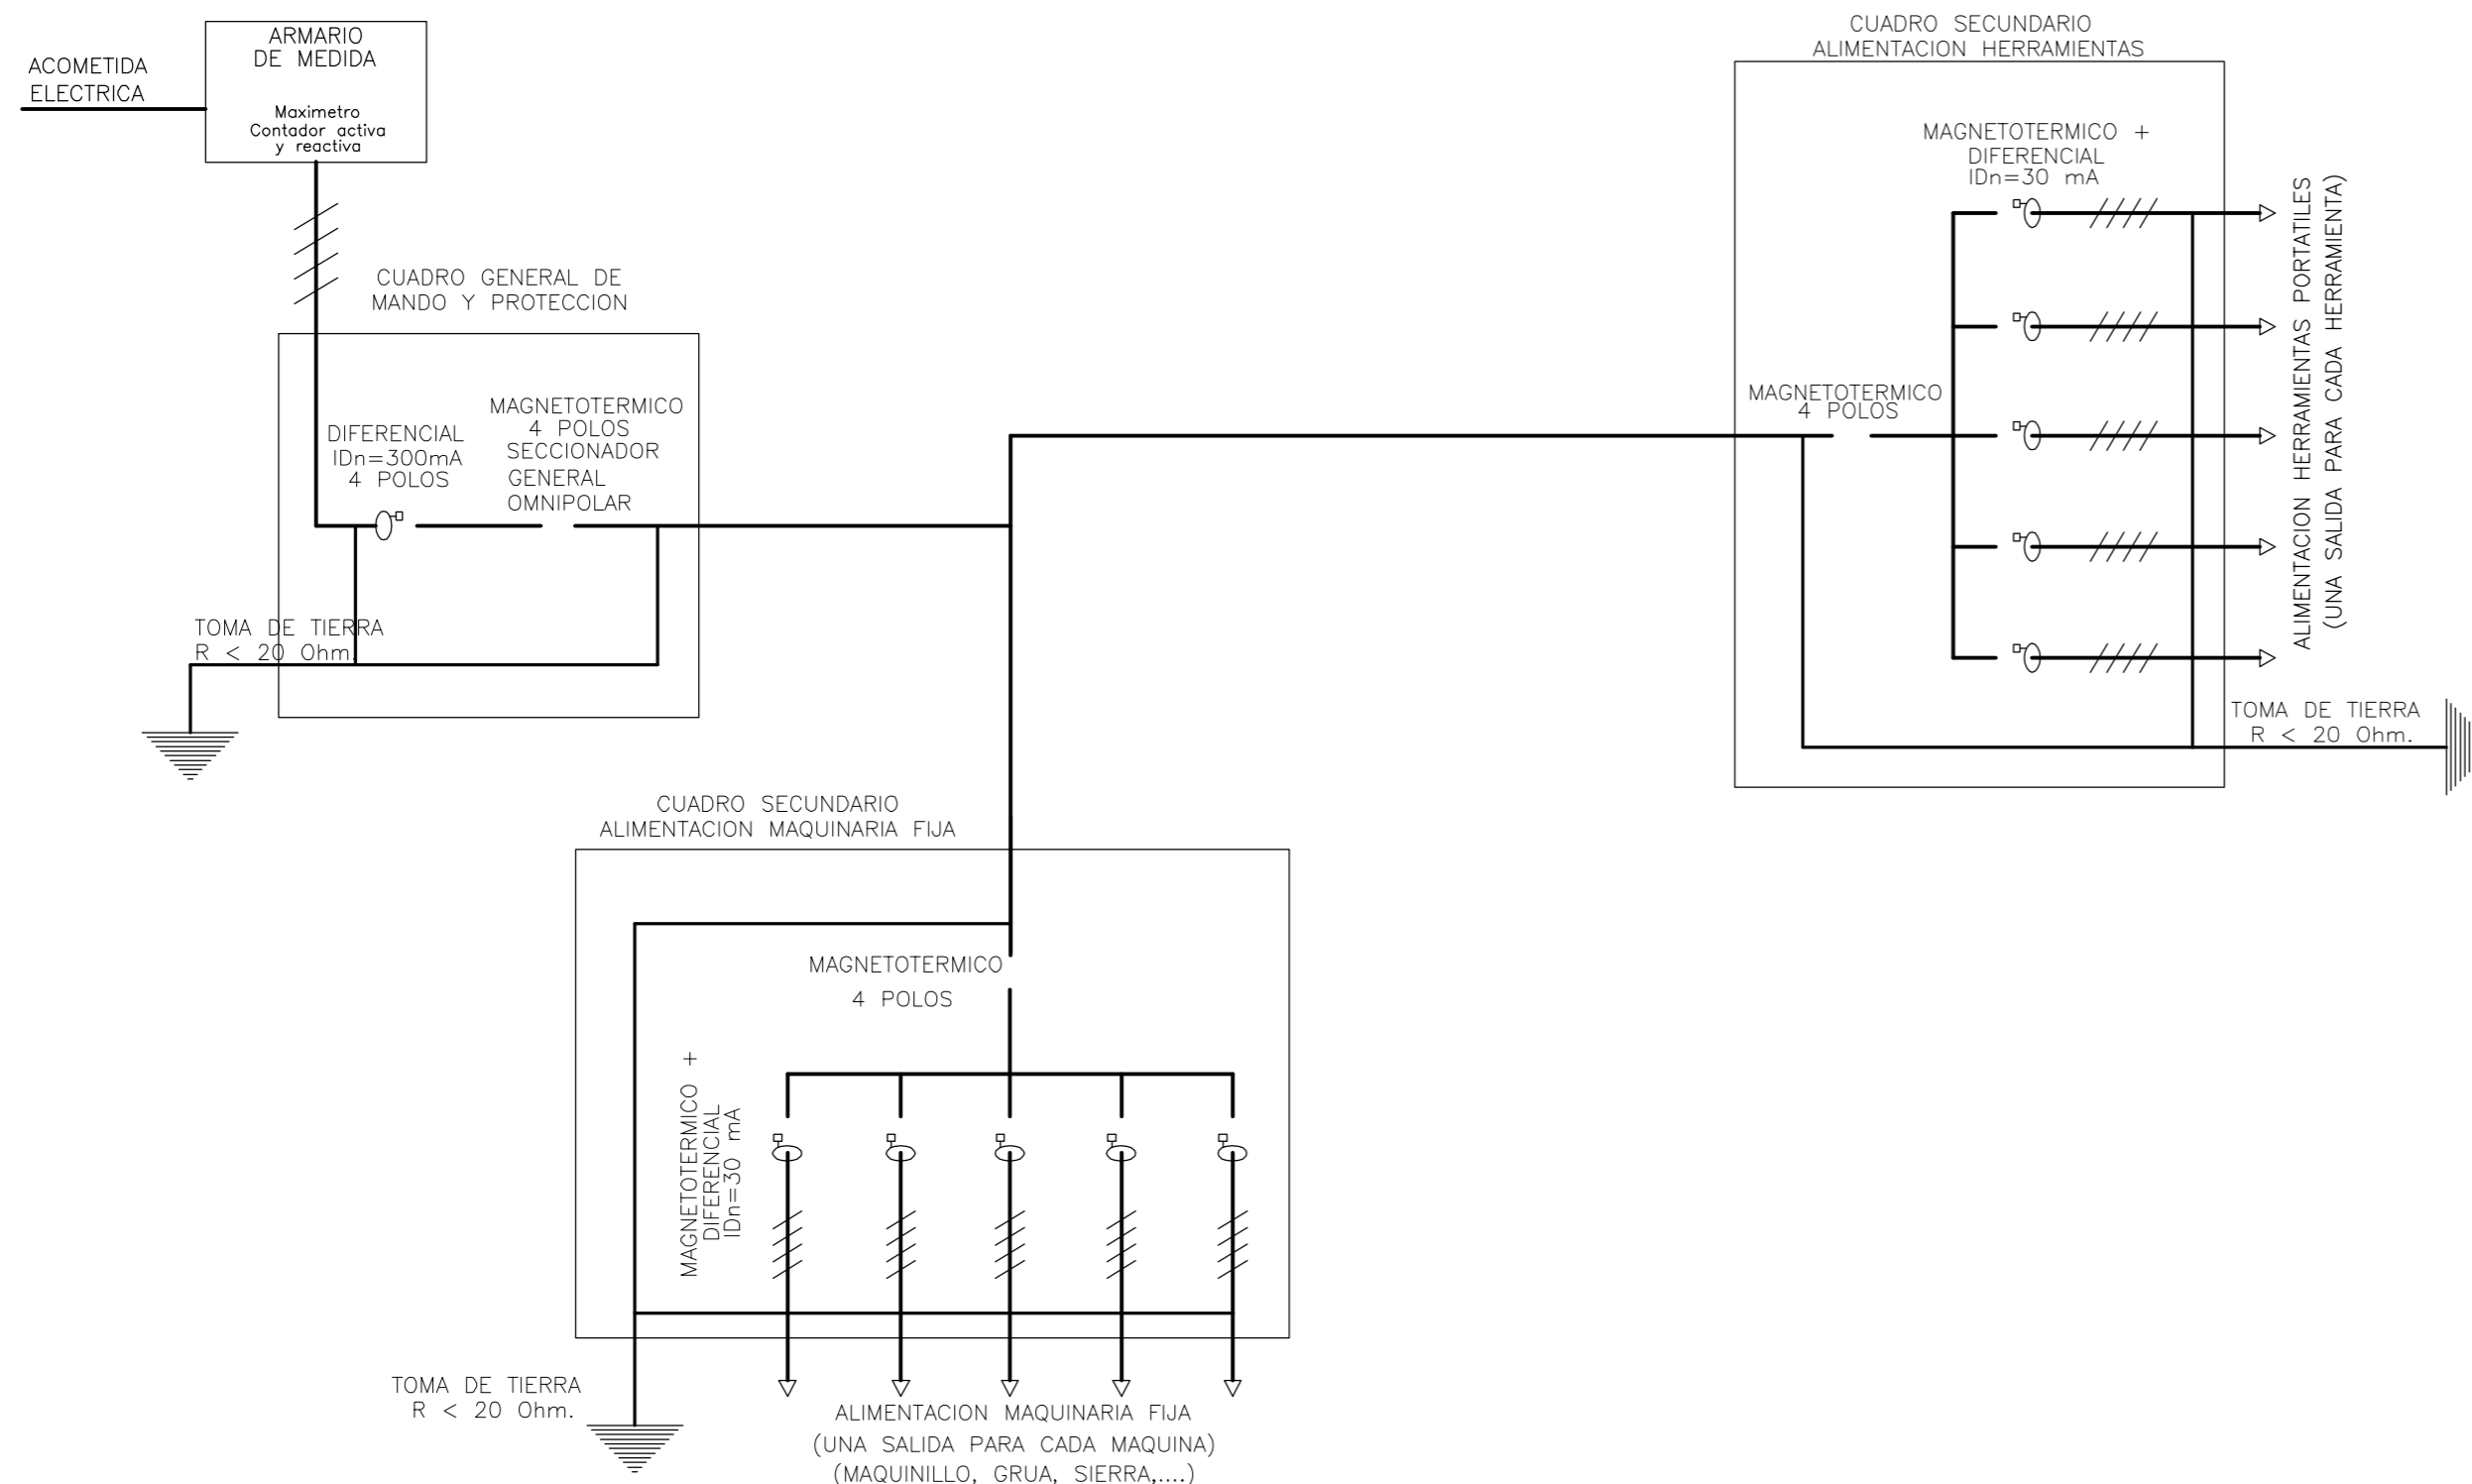 ACOMETIDA
ELECTRICA
ARMARIO
DE MEDIDA
Maximetro
Contador activa
y reactiva
CUADRO GENERAL DE
MANDO Y PROTECCION
DIFERENCIAL
IDn=300mA
4 POLOS
MAGNETOTERMICO
4 POLOS
SECCIONADOR
GENERAL
OMNIPOLAR
TOMA DE TIERRA
R < 20 Ohm.
CUADRO SECUNDARIO
ALIMENTACION HERRAMIENTAS
MAGNETOTERMICO +
DIFERENCIAL
IDn=30 mA
MAGNETOTERMICO
4 POLOS
ALIMENTACION HERRAMIENTAS PORTATILES
(UNA SALIDA PARA CADA HERRAMIENTA)
TOMA DE TIERRA
R < 20 Ohm.
CUADRO SECUNDARIO
ALIMENTACION MAQUINARIA FIJA
MAGNETOTERMICO
4 POLOS
MAGNETOTERMICO +
DIFERENCIAL
IDn=30 mA
TOMA DE TIERRA
R < 20 Ohm.
ALIMENTACION MAQUINARIA FIJA
(UNA SALIDA PARA CADA MAQUINA)
(MAQUINILLO, GRUA, SIERRA,....)